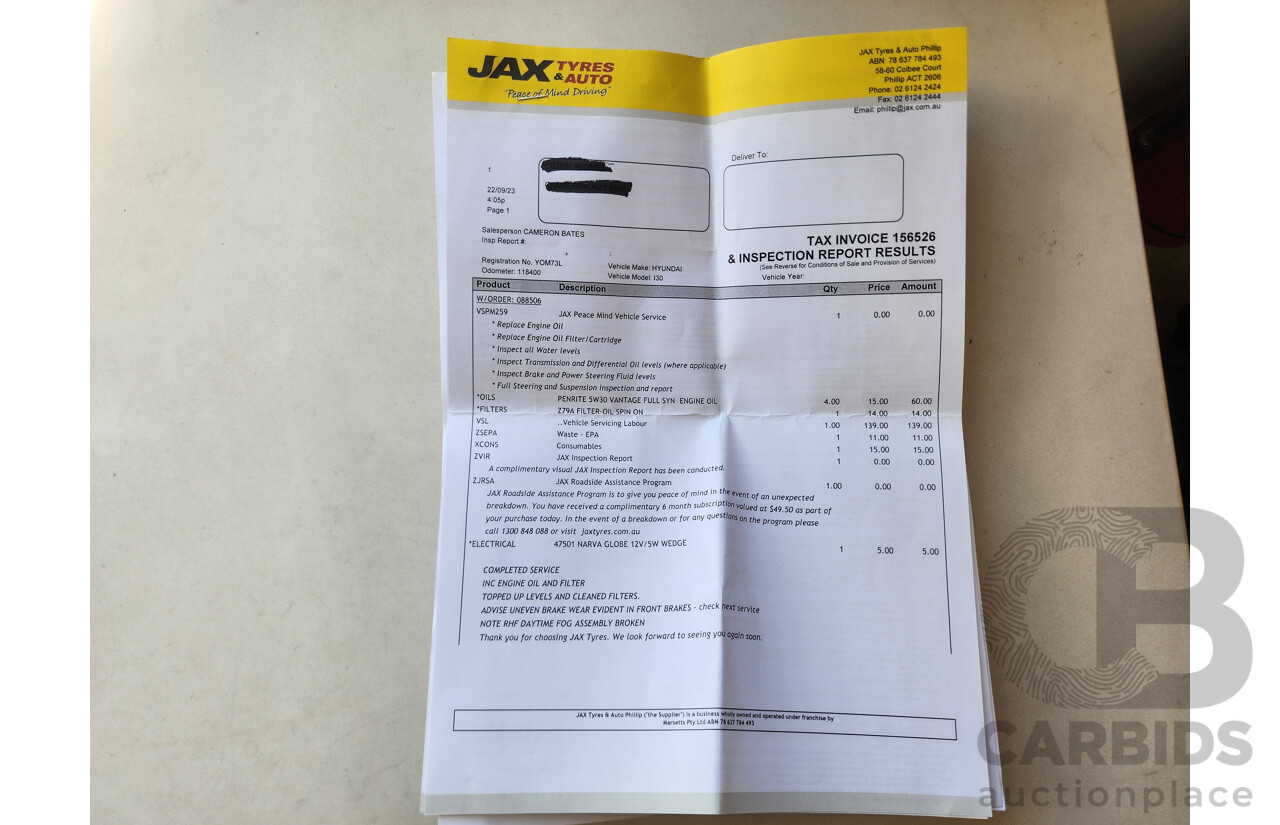 JAX TYRES & AUTO
"Peace of Mind Driving"
JAX Tyres & Auto Phillip
ABN 78 637 784 493
58-60 Colbee Court
Phillip ACT 2606
Phone: 02 6124 2424
Fax: 02 6124 2444
Email: phillip@jax.com.au
1
22/09/23
4:05p
Page 1
Deliver To:
Salesperson CAMERON BATES
Insp Report #:
TAX INVOICE 156526
& INSPECTION REPORT RESULTS
(See Reverse for Conditions of Sale and Provision of Services)
Registration No. YOM73L Vehicle Make: HYUNDAI
Odometer: 118400 Vehicle Model: I30 Vehicle Year:
Product Description Qty Price Amount
W/ORDER: 088506
VSPM259 JAX Peace Mind Vehicle Service 1 0.00 0.00
* Replace Engine Oil
* Replace Engine Oil Filter/Cartridge
* Inspect all Water levels
* Inspect Transmission and Differential Oil levels (where applicable)
* Inspect Brake and Power Steering Fluid levels
* Full Steering and Suspension Inspection and report
*OILS PENRITE 5W30 VANTAGE FULL SYN ENGINE OIL 4.00 15.00 60.00
*FILTERS Z79A FILTER-OIL SPIN ON 1 14.00 14.00
VSL ..Vehicle Servicing Labour 1.00 139.00 139.00
ZSEPA Waste - EPA 1 11.00 11.00
XCONS Consumables 1 15.00 15.00
ZVIR JAX Inspection Report 1 0.00 0.00
A complimentary visual JAX Inspection Report has been conducted.
ZJRSA JAX Roadside Assistance Program 1.00 0.00 0.00
JAX Roadside Assistance Program is to give you peace of mind in the event of an unexpected
breakdown. You have received a complimentary 6 month subscription valued at $49.50 as part of
your purchase today. In the event of a breakdown or for any questions on the program please
call 1300 848 088 or visit jaxtyres.com.au
*ELECTRICAL 47501 NARVA GLOBE 12V/5W WEDGE 1 5.00 5.00
COMPLETED SERVICE
INC ENGINE OIL AND FILTER
TOPPED UP LEVELS AND CLEANED FILTERS.
ADVISE UNEVEN BRAKE WEAR EVIDENT IN FRONT BRAKES - check next service
NOTE RHF DAYTIME FOG ASSEMBLY BROKEN
Thank you for choosing JAX Tyres. We look forward to seeing you again soon.
JAX Tyres & Auto Phillip ("the Supplier") is a business wholly owned and operated under franchise by
Marsetts Pty Ltd ABN 78 637 784 493
CB
CARBIDS
auctionplace